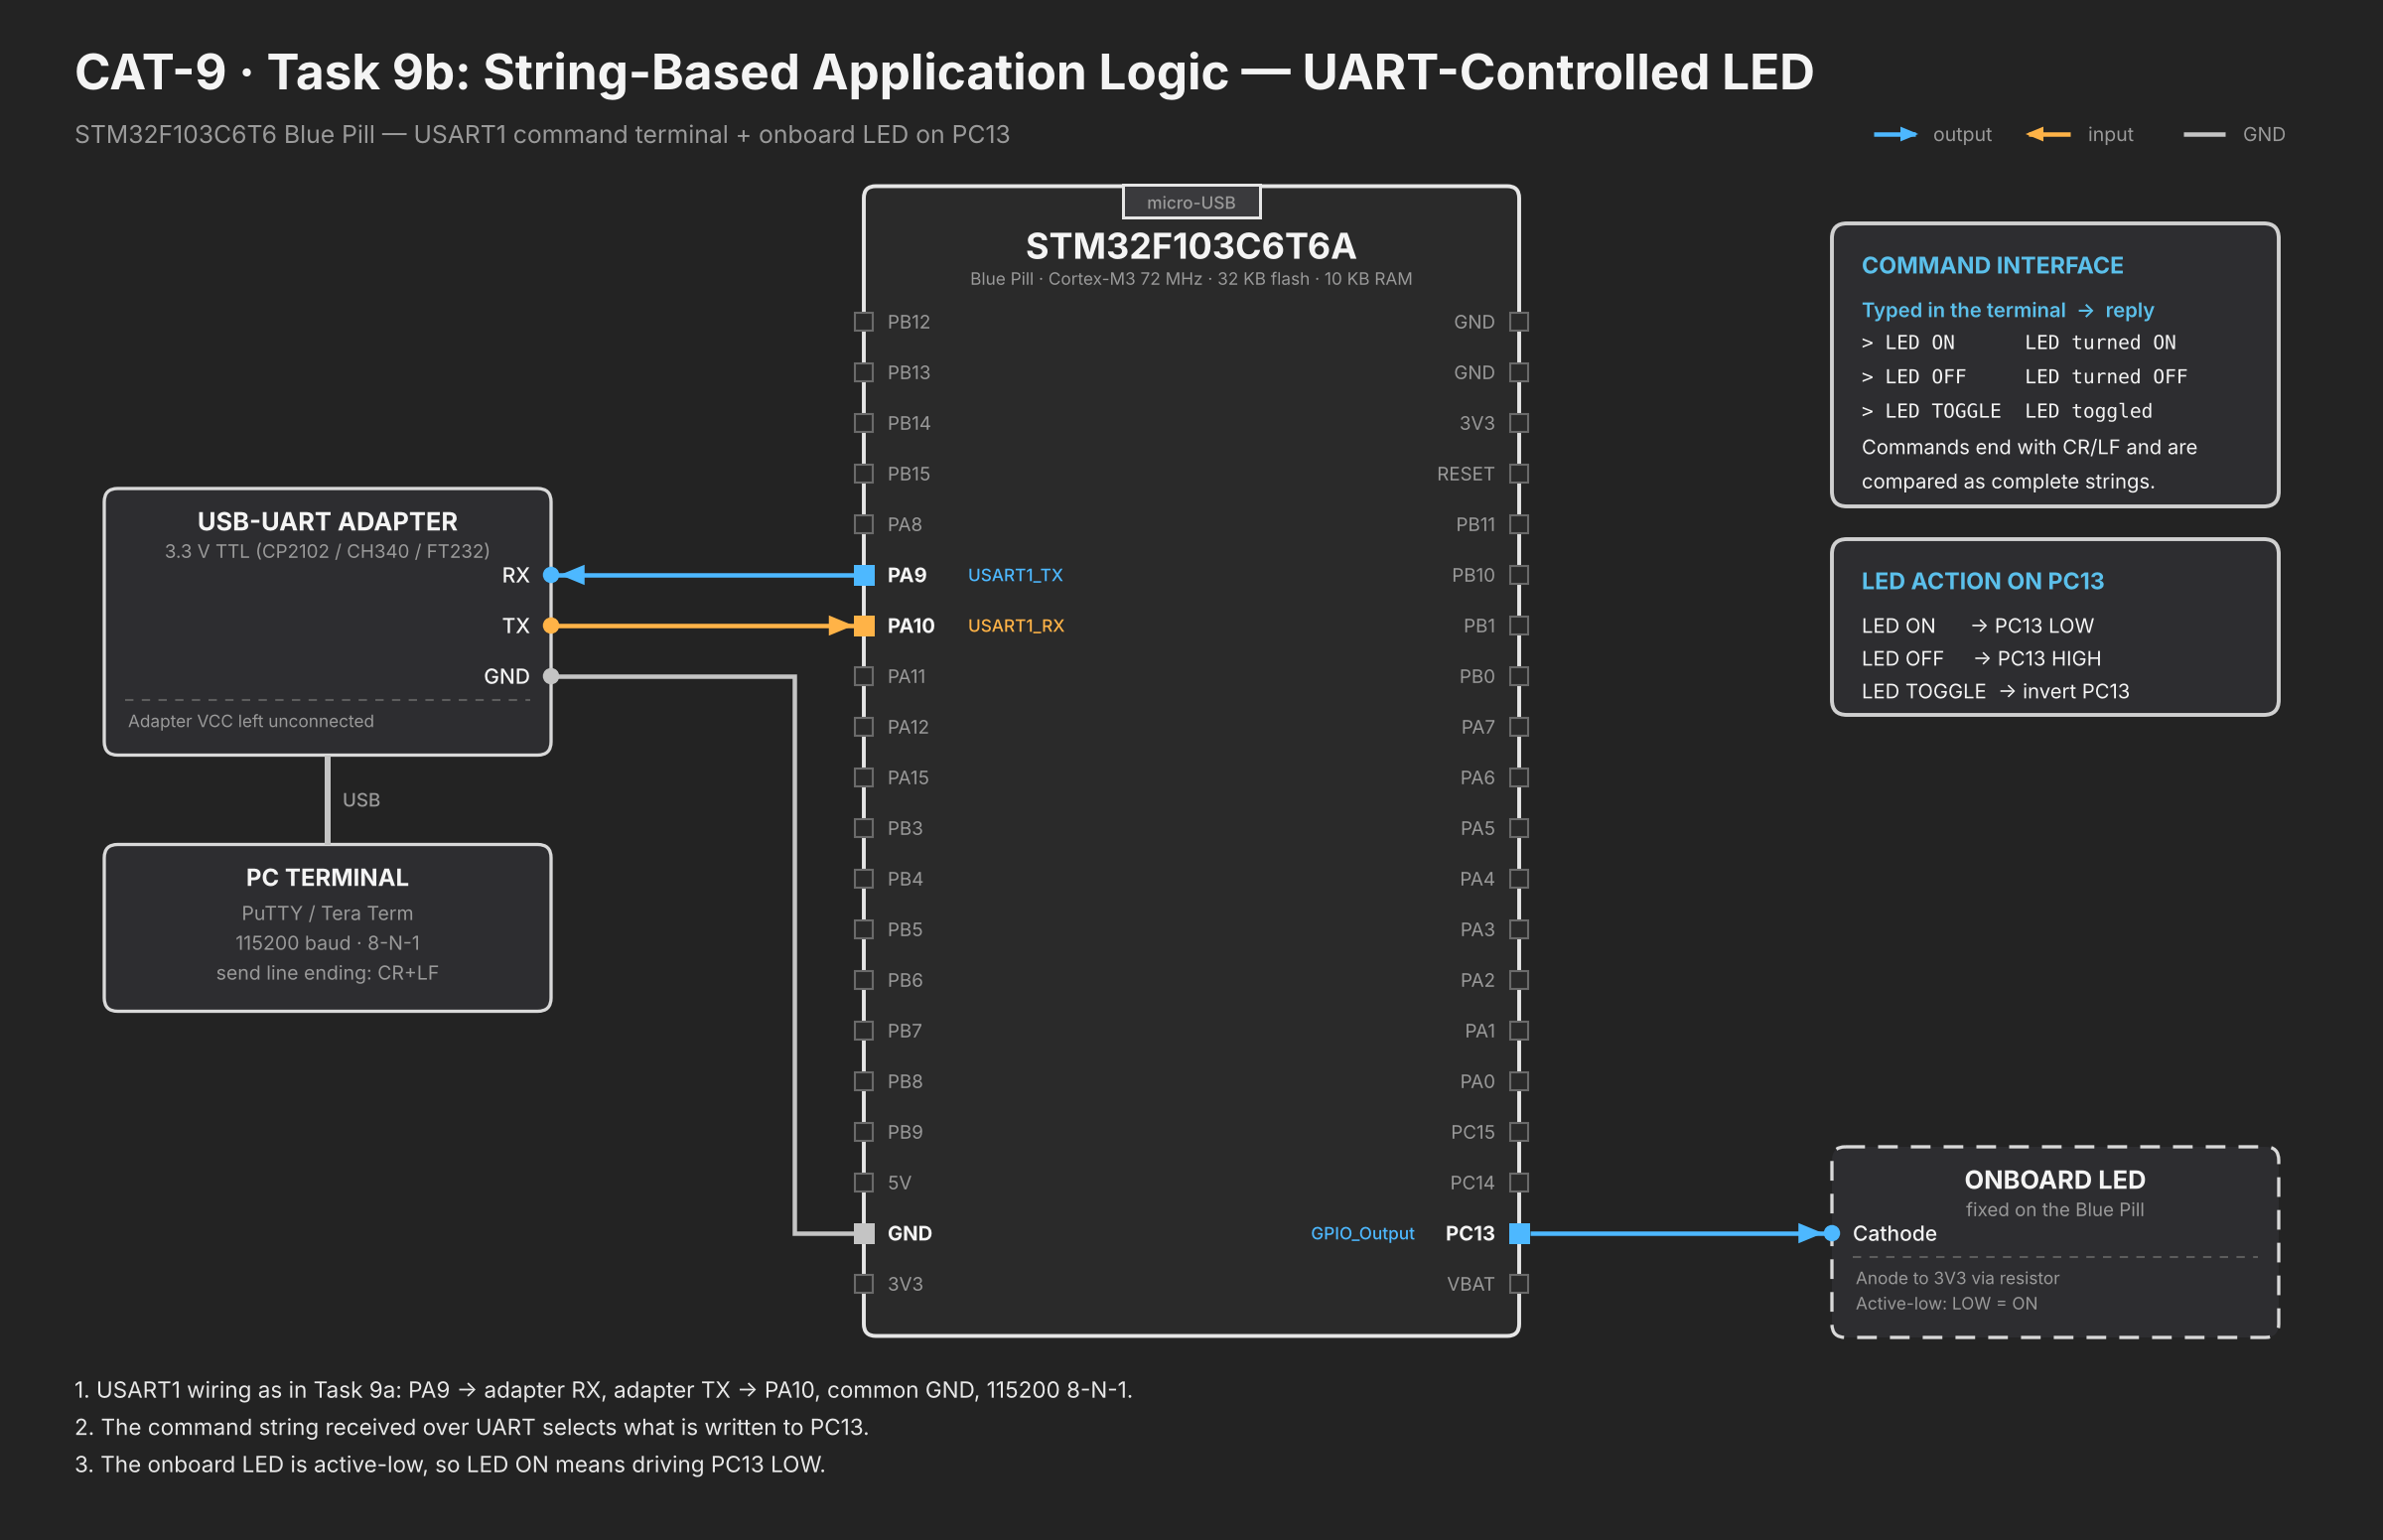 CAT-9 · Task 9b: String-Based Application Logic — UART-Controlled LED
STM32F103C6T6 Blue Pill — USART1 command terminal + onboard LED on PC13
output
input
GND
micro-USB
STM32F103C6T6A
Blue Pill · Cortex-M3 72 MHz · 32 KB flash · 10 KB RAM
PB12
PB13
PB14
PB15
PA8
PA9 USART1_TX
PA10 USART1_RX
PA11
PA12
PA15
PB3
PB4
PB5
PB6
PB7
PB8
PB9
5V
GND
3V3
GND
GND
3V3
RESET
PB11
PB10
PB1
PB0
PA7
PA6
PA5
PA4
PA3
PA2
PA1
PA0
PC15
PC14
GPIO_Output PC13
VBAT
USB-UART ADAPTER
3.3 V TTL (CP2102 / CH340 / FT232)
RX
TX
GND
Adapter VCC left unconnected
USB
PC TERMINAL
PuTTY / Tera Term
115200 baud · 8-N-1
send line ending: CR+LF
COMMAND INTERFACE
Typed in the terminal → reply
> LED ON LED turned ON
> LED OFF LED turned OFF
> LED TOGGLE LED toggled
Commands end with CR/LF and are
compared as complete strings.
LED ACTION ON PC13
LED ON → PC13 LOW
LED OFF → PC13 HIGH
LED TOGGLE → invert PC13
ONBOARD LED
fixed on the Blue Pill
Cathode
Anode to 3V3 via resistor
Active-low: LOW = ON
1. USART1 wiring as in Task 9a: PA9 → adapter RX, adapter TX → PA10, common GND, 115200 8-N-1.
2. The command string received over UART selects what is written to PC13.
3. The onboard LED is active-low, so LED ON means driving PC13 LOW.